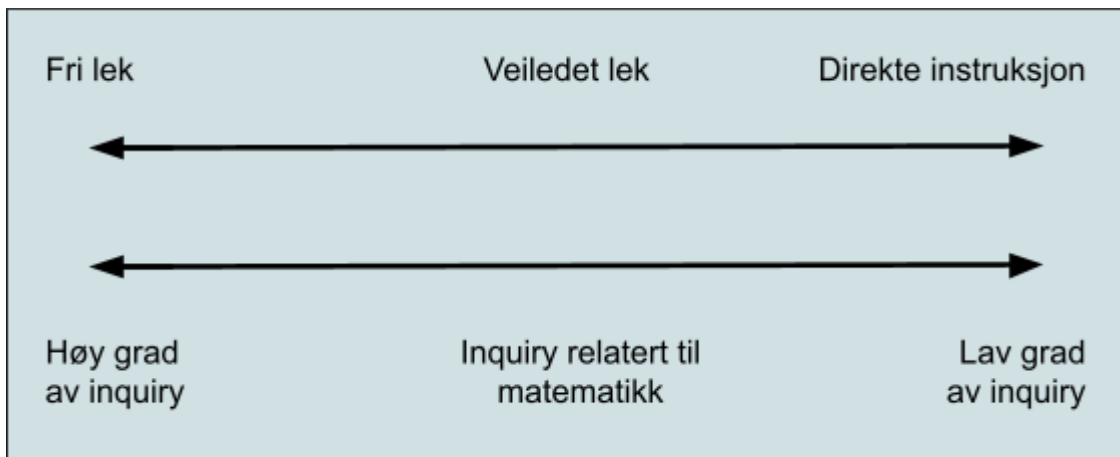 Fri lek
Veiledet lek
Direkte instruksjon
Høy grad
av inquiry
Inquiry relatert til
matematikk
Lav grad
av inquiry